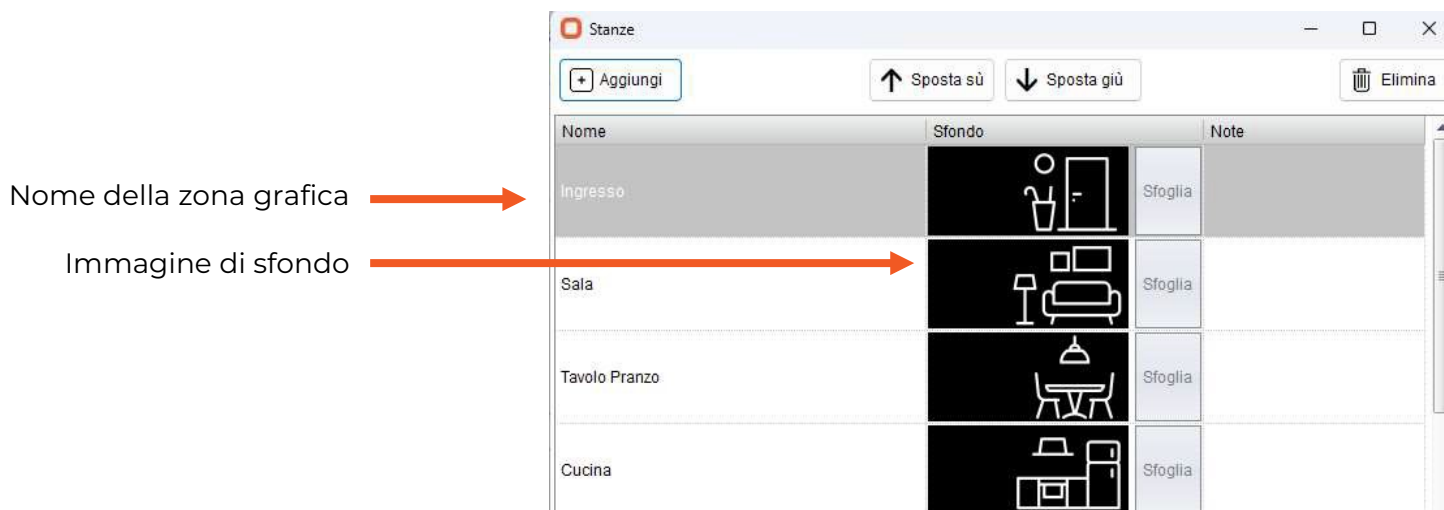 Stanze
Aggiungi
Sposta sù
Sposta giù
Elimina
Nome
Sfondo
Note
Nome della zona grafica
Ingresso
Sfoglia
Immagine di sfondo
Sala
Sfoglia
Tavolo Pranzo
Sfoglia
Cucina
Sfoglia